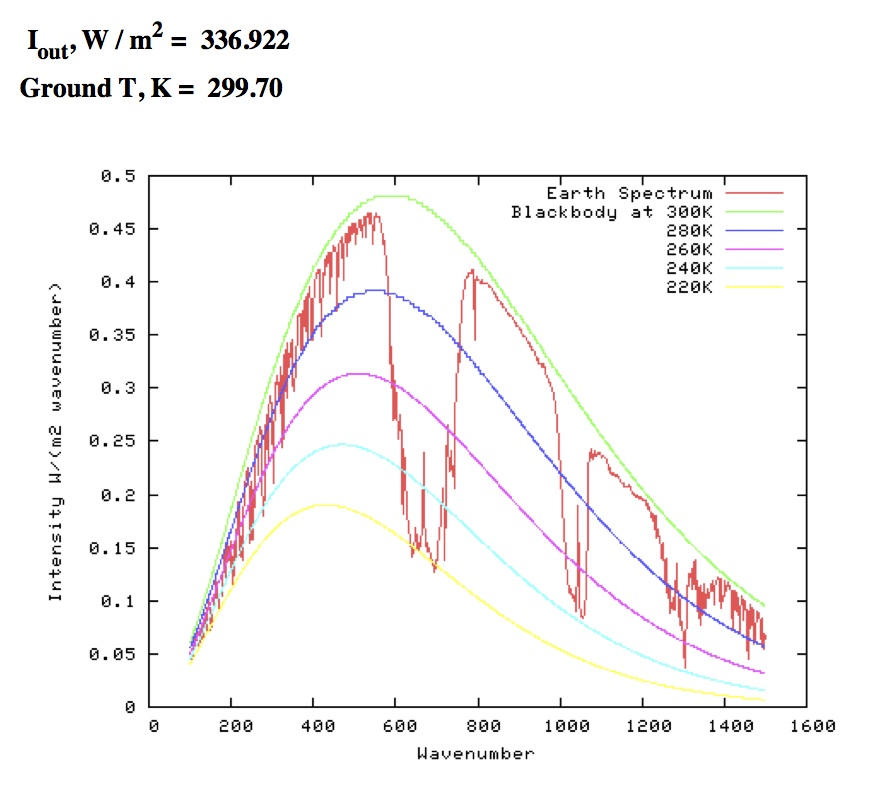 I_out, W / m² = 336.922
Ground T, K = 299.70
0.5
0.45
0.4
0.35
0.3
0.25
0.2
0.15
0.1
0.05
0
Intensity W/(m2 wavenumber)
Earth Spectrum
Blackbody at 300K
280K
260K
240K
220K
0 200 400 600 800 1000 1200 1400 1600
Wavenumber